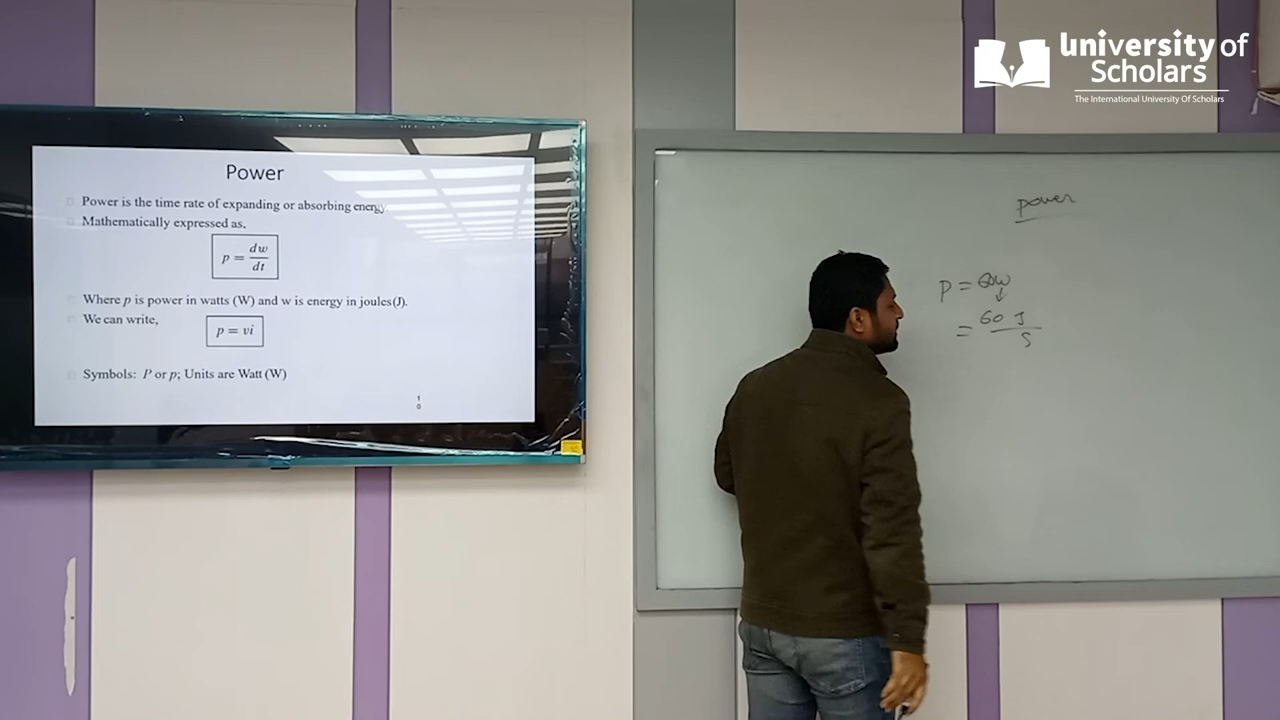 university of
Scholars
The International University Of Scholars
Power
Power is the time rate of expanding or absorbing energy
Mathematically expressed as,
p = dw
dt
Where p is power in watts (W) and w is energy in joules (J).
We can write,
p = vi
Symbols: P or p; Units are Watt (W)
1
0
power
P = 60W
↓
= 60 J
S